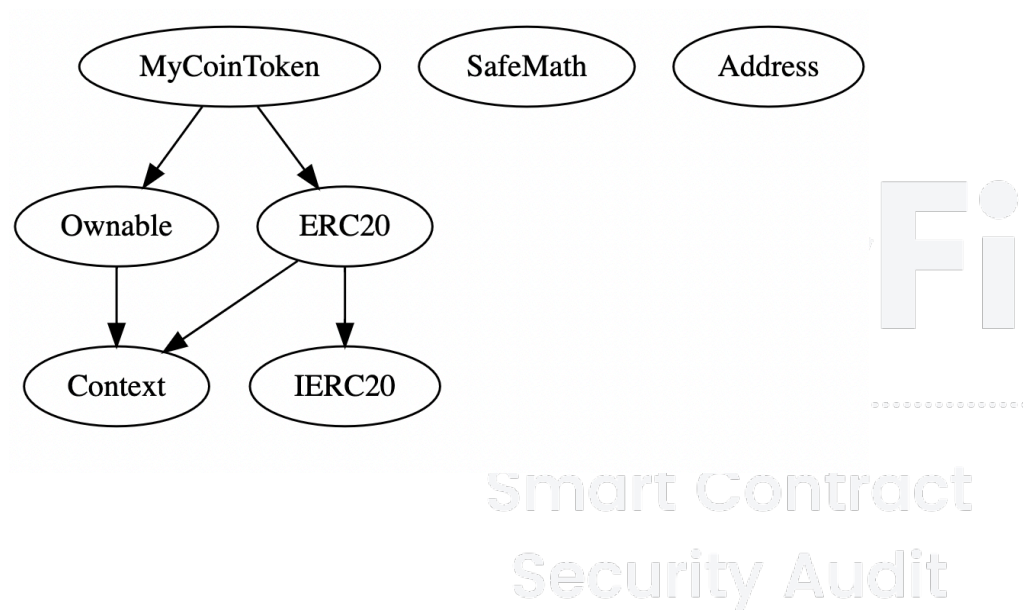 MyCoinToken SafeMath Address
Ownable ERC20
Fi
Context IERC20
Smart Contract
Security Audit